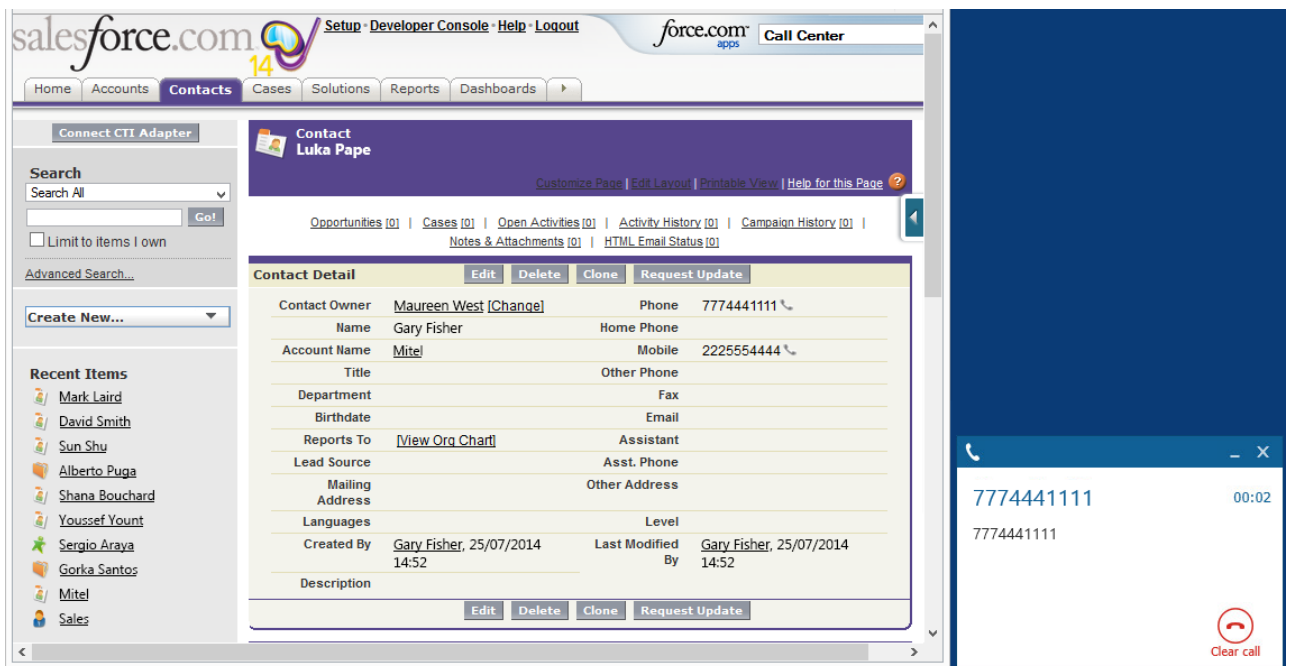 salesforce.com
14
Setup · Developer Console · Help · Logout
force.com apps
Call Center
Home Accounts Contacts Cases Solutions Reports Dashboards
Connect CTI Adapter
Search
Search All
Go!
Limit to items I own
Advanced Search...
Create New...
Recent Items
Mark Laird
David Smith
Sun Shu
Alberto Puga
Shana Bouchard
Youssef Yount
Sergio Araya
Gorka Santos
Mitel
Sales
Contact
Luka Pape
Customize Page | Edit Layout | Printable View | Help for this Page
Opportunities [0] | Cases [0] | Open Activities [0] | Activity History [0] | Campaign History [0] |
Notes & Attachments [0] | HTML Email Status [0]
Contact Detail Edit Delete Clone Request Update
Contact Owner Maureen West [Change] Phone 7774441111
Name Gary Fisher Home Phone
Account Name Mitel Mobile 2225554444
Title Other Phone
Department Fax
Birthdate Email
Reports To [View Org Chart] Assistant
Lead Source Asst. Phone
Mailing Address Other Address
Languages Level
Created By Gary Fisher, 25/07/2014 14:52 Last Modified By Gary Fisher, 25/07/2014 14:52
Description
Edit Delete Clone Request Update
7774441111 00:02
7774441111
Clear call